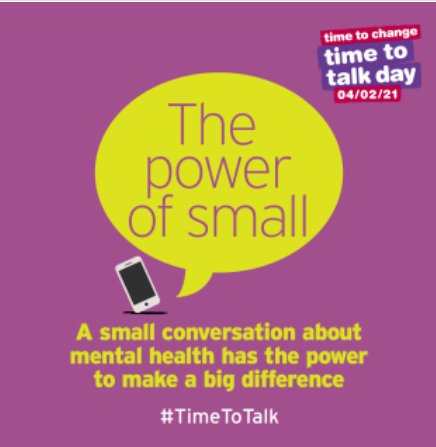 time to change
time to
talk day
04/02/21
The
power
of small
A small conversation about
mental health has the power
to make a big difference
#TimeToTalk